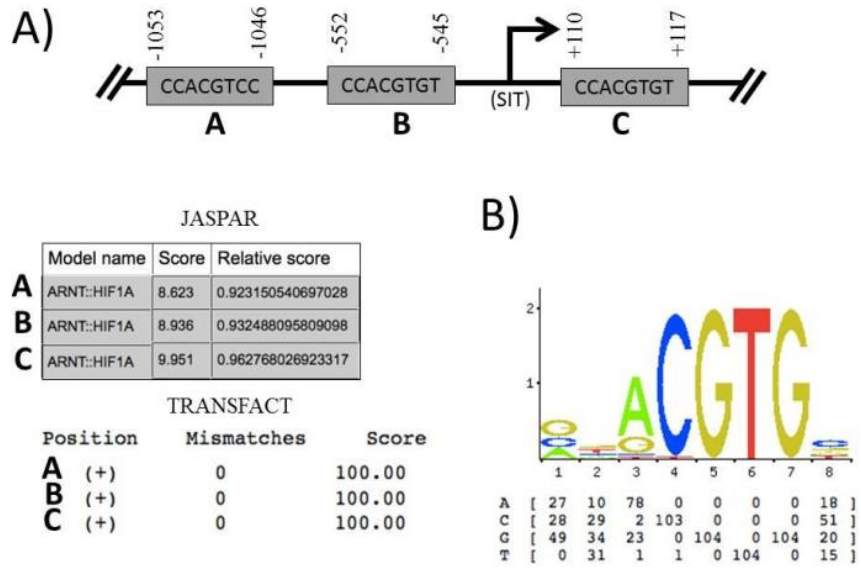 A)
-1053 -1046 -552 -545 +110 +117
CCACGTCC CCACGTGT CCACGTGT
(SIT)
A B C
JASPAR
Model name Score Relative score
A ARNT::HIF1A 8.623 0.923150540697028
B ARNT::HIF1A 8.936 0.932488095809098
C ARNT::HIF1A 9.951 0.962768026923317
TRANSFACT
Position Mismatches Score
A (+) 0 100.00
B (+) 0 100.00
C (+) 0 100.00
B)
2
1
G C A A G C G T G C
1 2 3 4 5 6 7 8
A [ 27 10 78 0 0 0 0 18 ]
C [ 28 29 2 103 0 0 0 51 ]
G [ 49 34 23 0 104 0 104 20 ]
T [ 0 31 1 1 0 104 0 15 ]